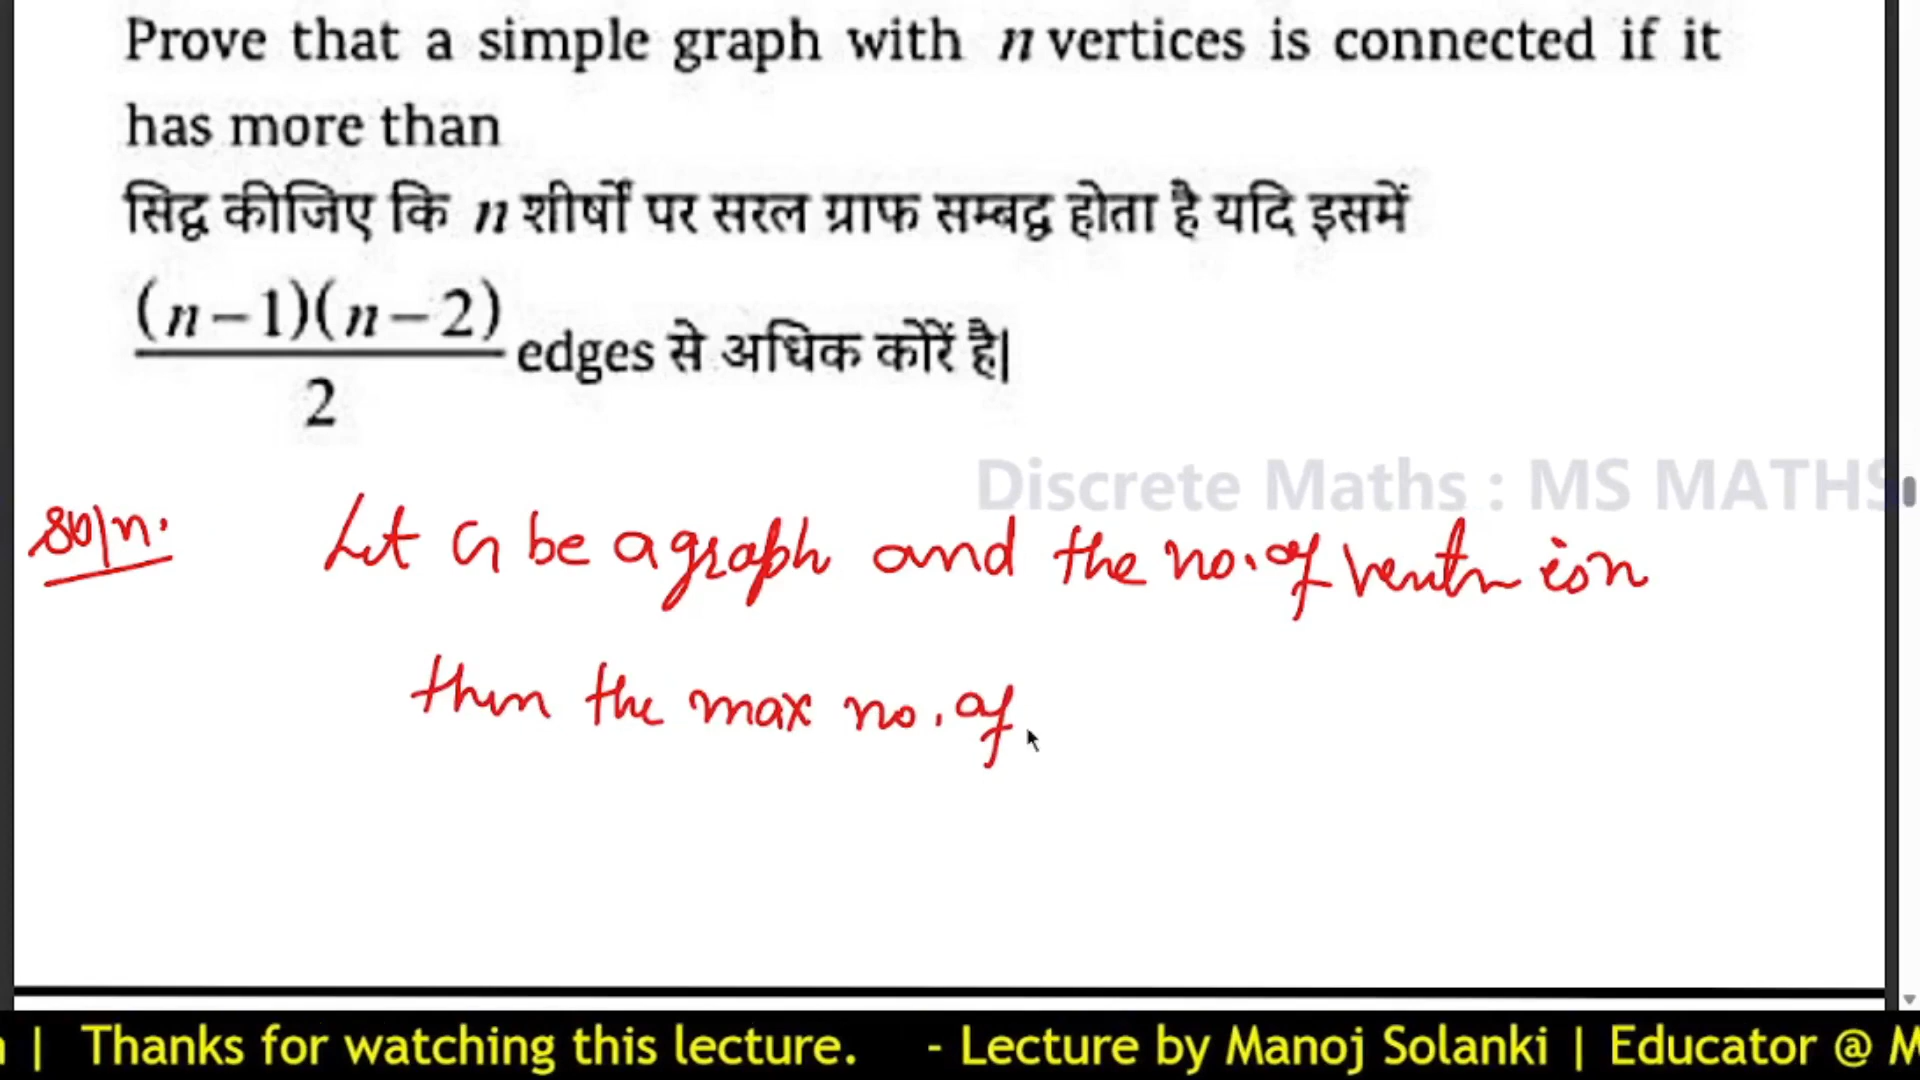 Prove that a simple graph with n vertices is connected if it
has more than
सिद्ध कीजिए कि n शीर्षों पर सरल ग्राफ सम्बद्ध होता है यदि इसमें
(n-1)(n-2)
2
edges से अधिक कोरें है|
Discrete Maths : MS MATHS
Soln.
Let G be a graph and the no. of is n
then the max no. of
| Thanks for watching this lecture. - Lecture by Manoj Solanki | Educator @ M